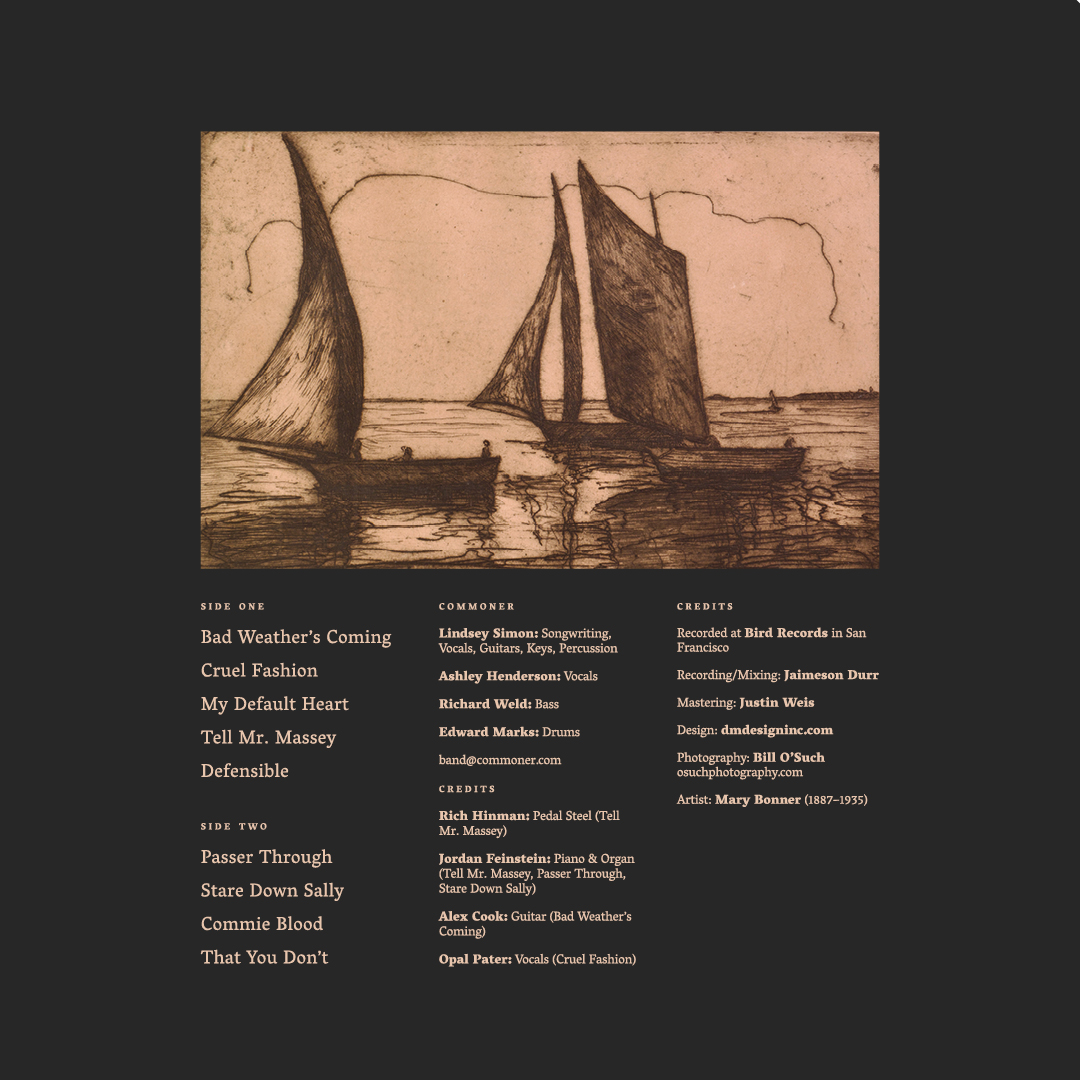 SIDE ONE
Bad Weather’s Coming
Cruel Fashion
My Default Heart
Tell Mr. Massey
Defensible
SIDE TWO
Passer Through
Stare Down Sally
Commie Blood
That You Don’t
COMMONER
Lindsey Simon: Songwriting,
Vocals, Guitars, Keys, Percussion
Ashley Henderson: Vocals
Richard Weld: Bass
Edward Marks: Drums
band@commoner.com
CREDITS
Rich Hinman: Pedal Steel (Tell
Mr. Massey)
Jordan Feinstein: Piano & Organ
(Tell Mr. Massey, Passer Through,
Stare Down Sally)
Alex Cook: Guitar (Bad Weather’s
Coming)
Opal Pater: Vocals (Cruel Fashion)
CREDITS
Recorded at Bird Records in San
Francisco
Recording/Mixing: Jaimeson Durr
Mastering: Justin Weis
Design: dmdesigninc.com
Photography: Bill O’Such
osuchphotography.com
Artist: Mary Bonner (1887–1935)